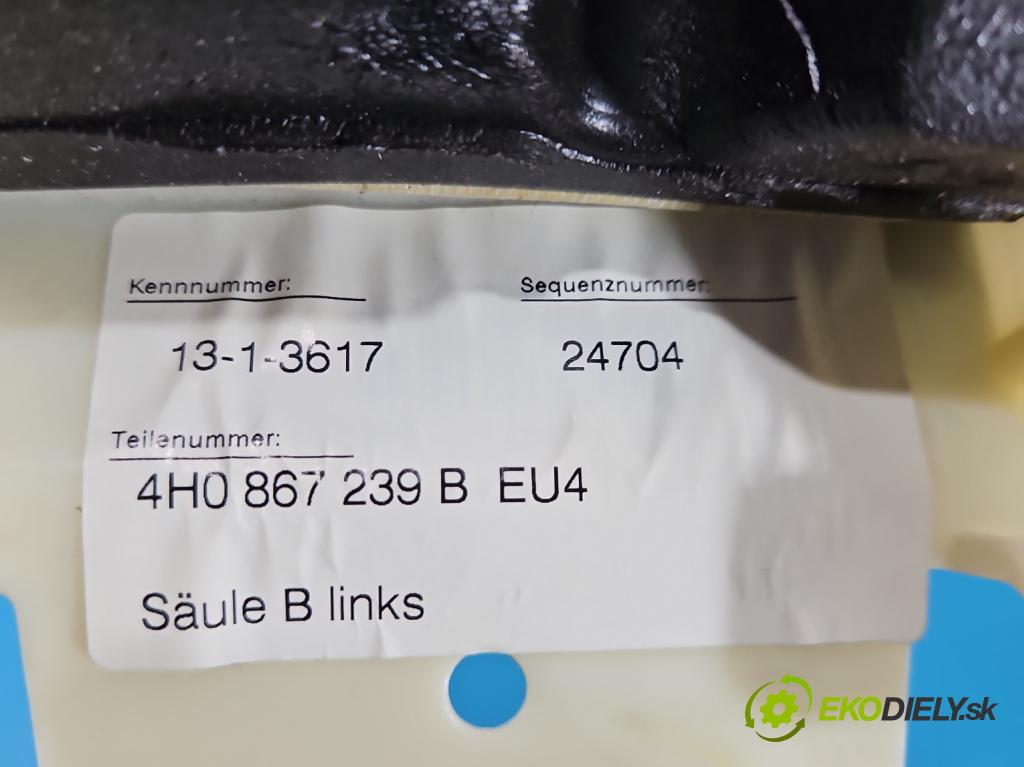 Kennnummer: Sequenznummer:
13-1-3617 24704
Teilenummer:
4H0 867 239 B EU4
Säule B links
EKODIELY.sk